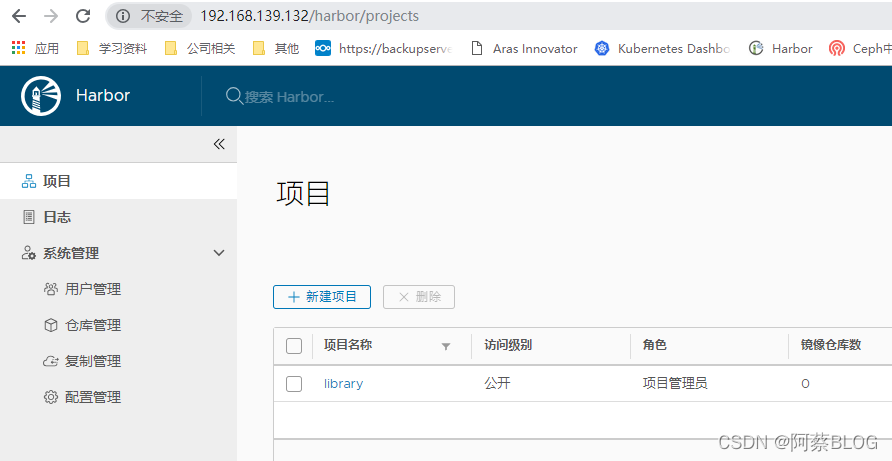 不安全 192.168.139.132/harbor/projects
应用 学习资料 公司相关 其他 https://backupserve Aras Innovator Kubernetes Dashbo Harbor Ceph中
Harbor 搜索 Harbor...
项目
日志
系统管理
用户管理
仓库管理
复制管理
配置管理
项目
新建项目 删除
项目名称 访问级别 角色 镜像仓库数
library 公开 项目管理员 0
CSDN @阿蔡BLOG